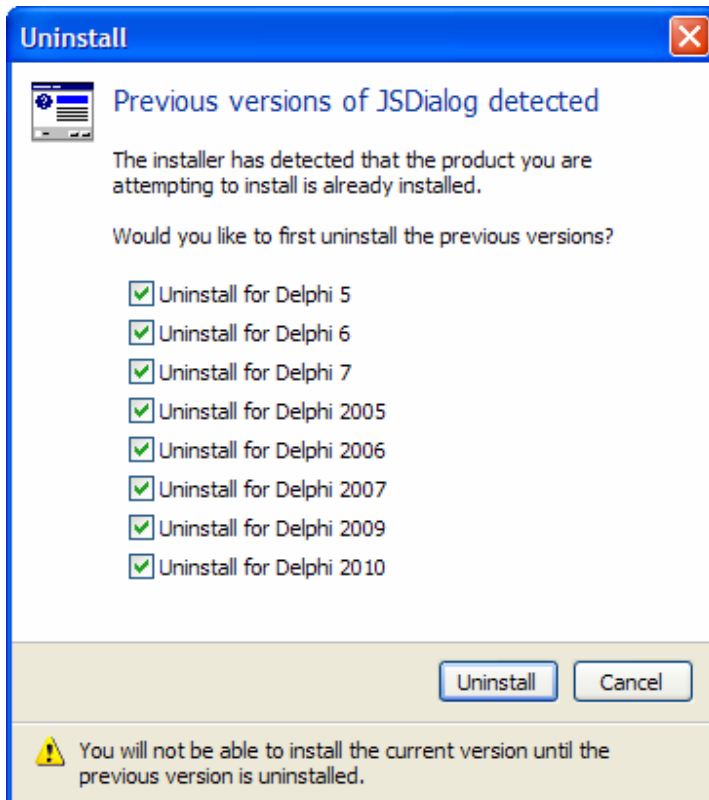 Uninstall
Previous versions of JSDialog detected
The installer has detected that the product you are
attempting to install is already installed.
Would you like to first uninstall the previous versions?
Uninstall for Delphi 5
Uninstall for Delphi 6
Uninstall for Delphi 7
Uninstall for Delphi 2005
Uninstall for Delphi 2006
Uninstall for Delphi 2007
Uninstall for Delphi 2009
Uninstall for Delphi 2010
Uninstall Cancel
You will not be able to install the current version until the
previous version is uninstalled.